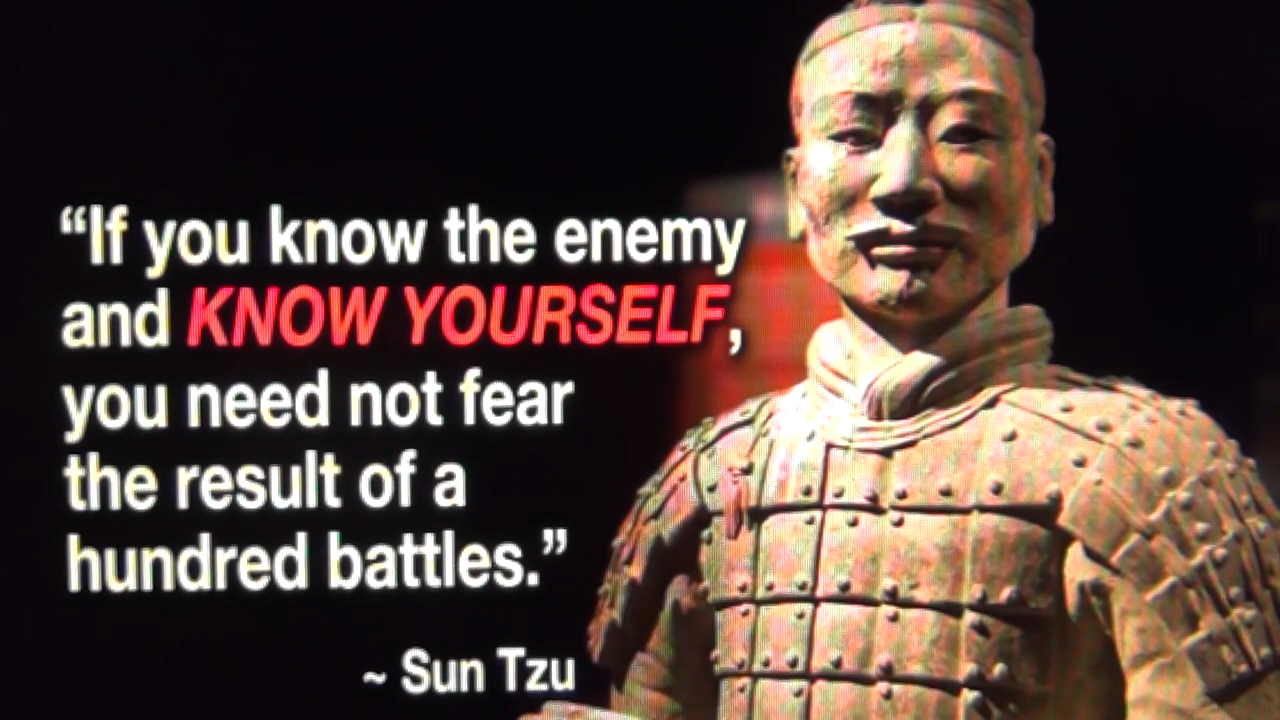 “If you know the enemy
and KNOW YOURSELF,
you need not fear
the result of a
hundred battles.”
~ Sun Tzu